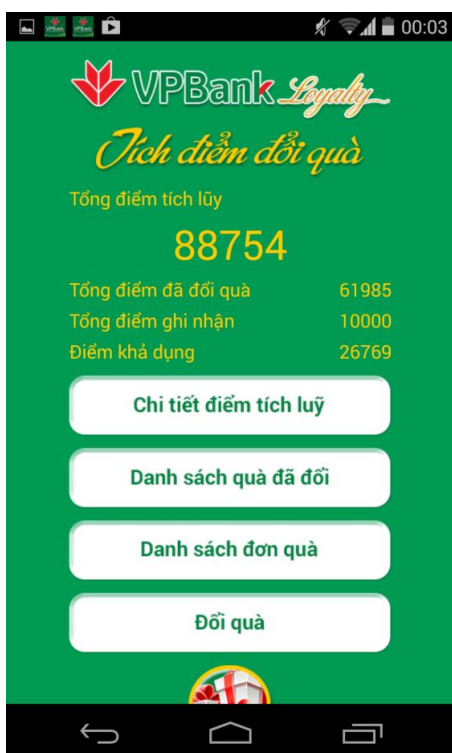 00:03
VPBank Loyalty
Tích điểm đổi quà
Tổng điểm tích lũy
88754
Tổng điểm đã đổi quà 61985
Tổng điểm ghi nhận 10000
Điểm khả dụng 26769
Chi tiết điểm tích luỹ
Danh sách quà đã đổi
Danh sách đơn quà
Đổi quà